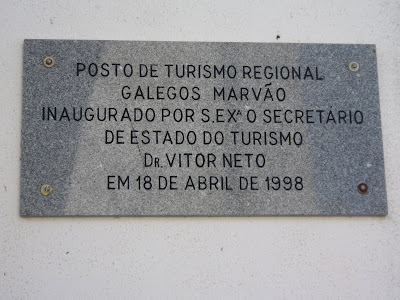 POSTO DE TURISMO REGIONAL
GALEGOS MARVÃO
INAUGURADO POR S.EXª O SECRETÁRIO
DE ESTADO DO TURISMO
DR. VITOR NETO
EM 18 DE ABRIL DE 1998